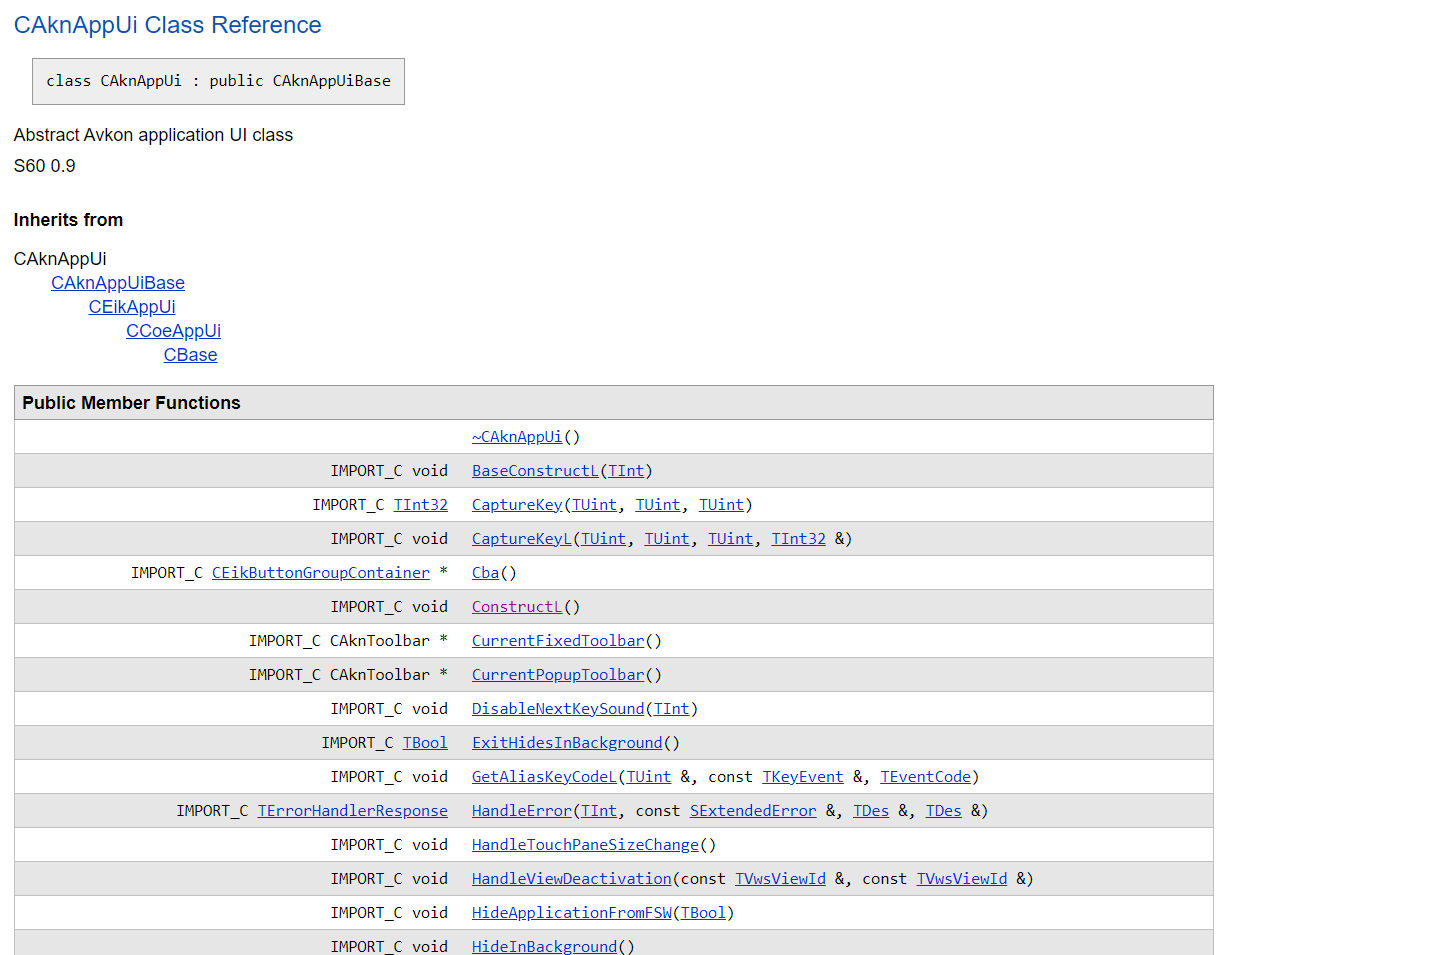 CAknAppUi Class Reference
class CAknAppUi : public CAknAppUiBase
Abstract Avkon application UI class
S60 0.9
Inherits from
CAknAppUi
CAknAppUiBase
CEikAppUi
CCoeAppUi
CBase
Public Member Functions
~CAknAppUi()
IMPORT_C void BaseConstructL(TInt)
IMPORT_C TInt32 CaptureKey(TUint, TUint, TUint)
IMPORT_C void CaptureKeyL(TUint, TUint, TUint, TInt32 &)
IMPORT_C CEikButtonGroupContainer * Cba()
IMPORT_C void ConstructL()
IMPORT_C CAknToolbar * CurrentFixedToolbar()
IMPORT_C CAknToolbar * CurrentPopupToolbar()
IMPORT_C void DisableNextKeySound(TInt)
IMPORT_C TBool ExitHidesInBackground()
IMPORT_C void GetAliasKeyCodeL(TUint &, const TKeyEvent &, TEventCode)
IMPORT_C TErrorHandlerResponse HandleError(TInt, const SExtendedError &, TDes &, TDes &)
IMPORT_C void HandleTouchPaneSizeChange()
IMPORT_C void HandleViewDeactivation(const TVwsViewId &, const TVwsViewId &)
IMPORT_C void HideApplicationFromFSW(TBool)
IMPORT_C void HideInBackground()